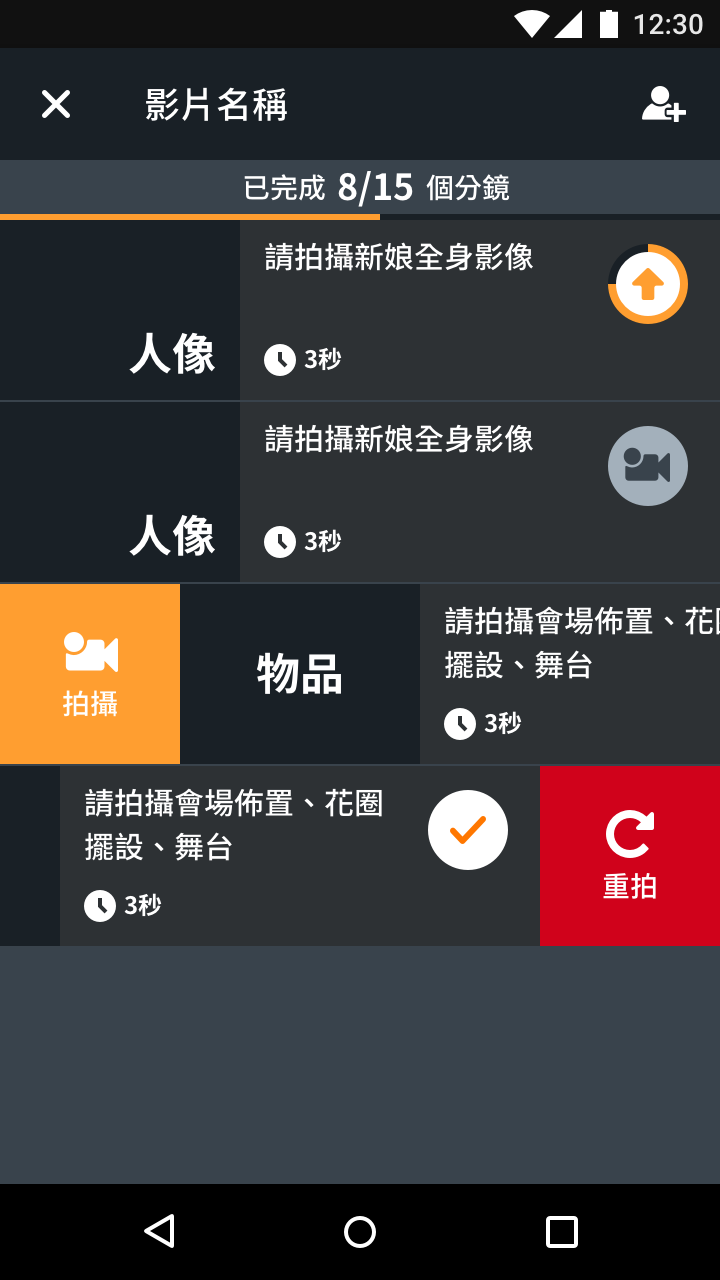 12:30
影片名稱
已完成 8/15 個分鏡
請拍攝新娘全身影像
人像
3秒
請拍攝新娘全身影像
人像
3秒
拍攝
物品
請拍攝會場佈置、花
擺設、舞台
3秒
請拍攝會場佈置、花圈
擺設、舞台
3秒
重拍